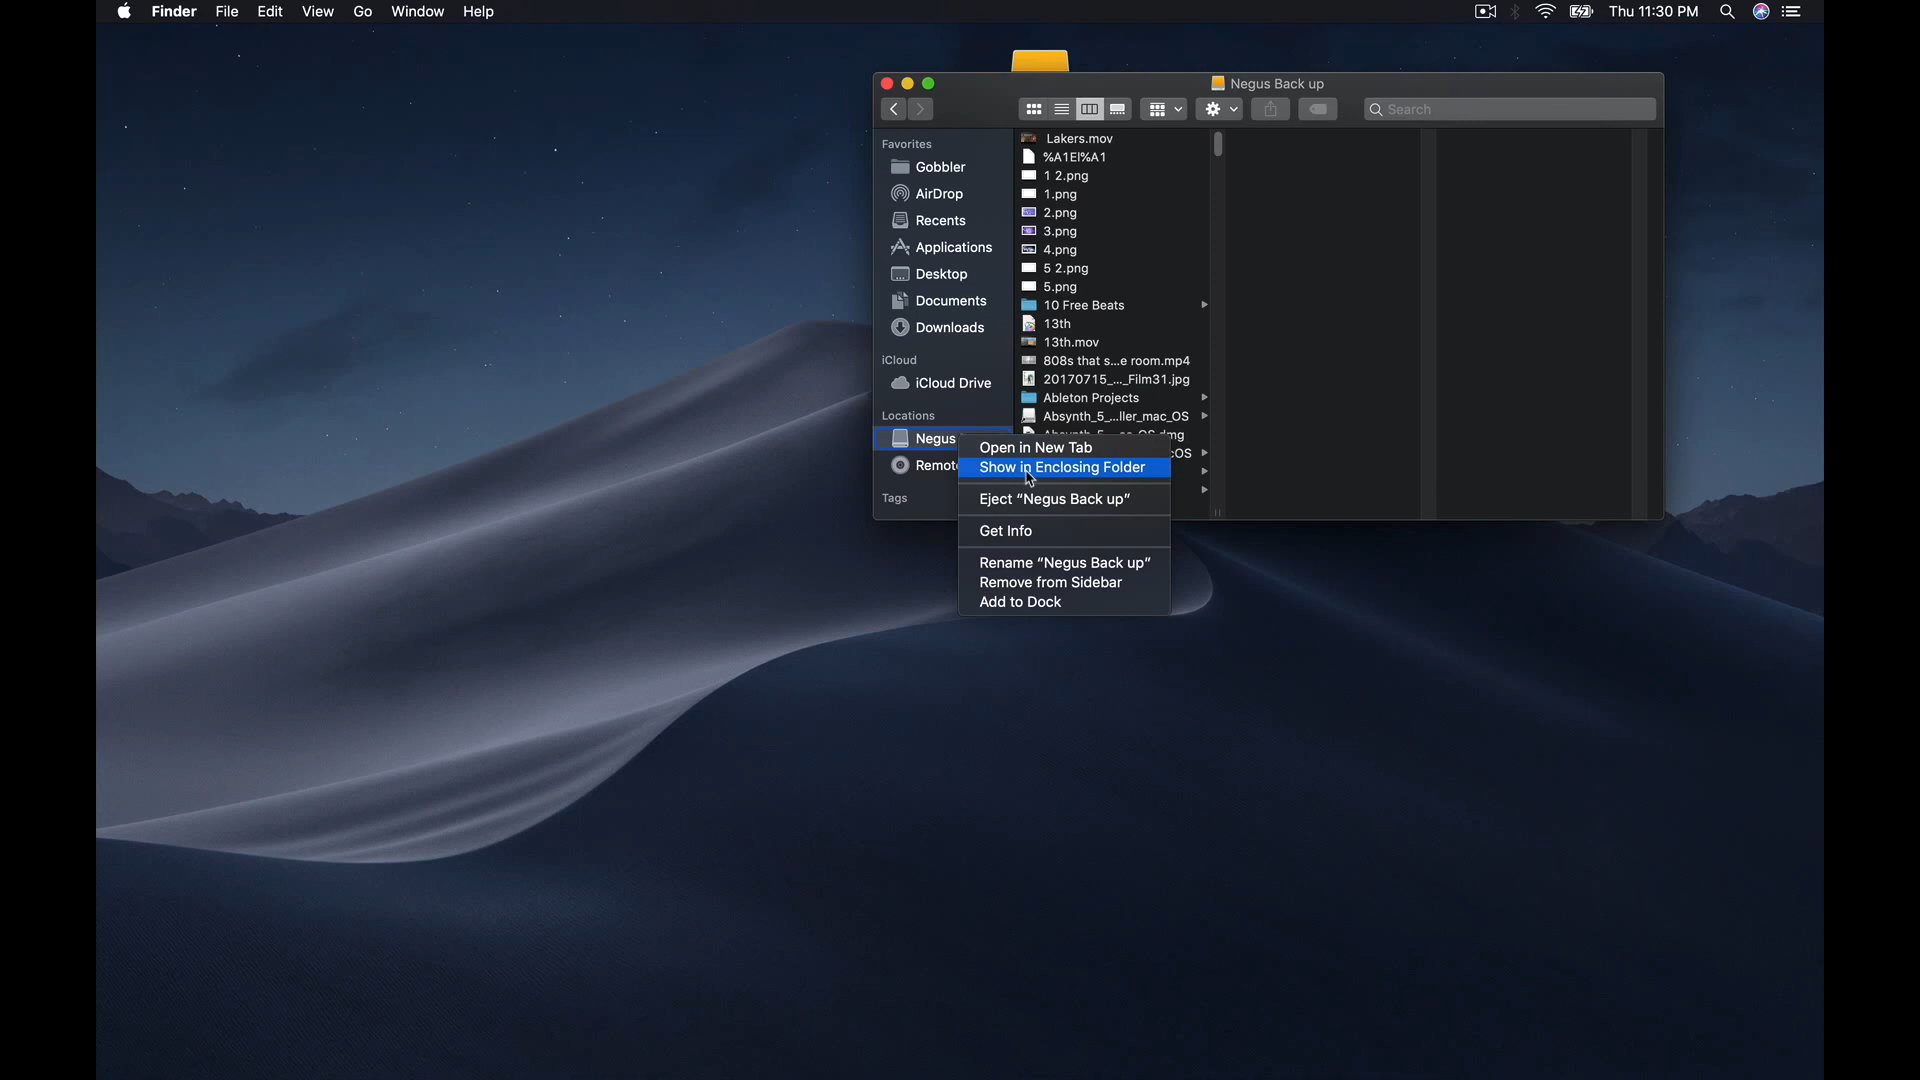 Finder File Edit View Go Window Help Thu 11:30 PM
Negus Back up
Search
Favorites
Gobbler
AirDrop
Recents
Applications
Desktop
Documents
Downloads
iCloud
iCloud Drive
Locations
Negus
Remot
Tags
Lakers.mov
%A1El%A1
1 2.png
1.png
2.png
3.png
4.png
5 2.png
5.png
10 Free Beats
13th
13th.mov
808s that s...e room.mp4
20170715_..._Film31.jpg
Ableton Projects
Absynth_5_...ller_mac_OS
cOS
Open in New Tab
Show in Enclosing Folder
Eject “Negus Back up”
Get Info
Rename “Negus Back up”
Remove from Sidebar
Add to Dock